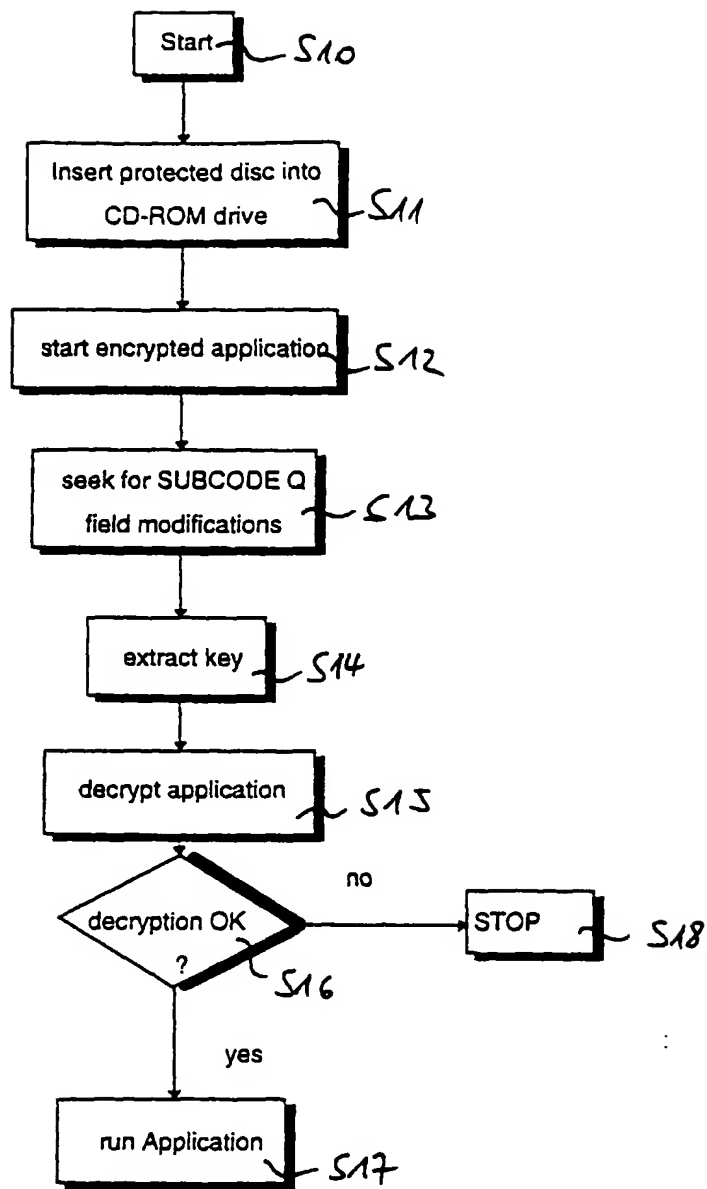 Start S10
Insert protected disc into
CD-ROM drive S11
start encrypted application S12
seek for SUBCODE Q
field modifications S13
extract key S14
decrypt application S15
no
decryption OK
? S16
STOP S18
yes
run Application S17